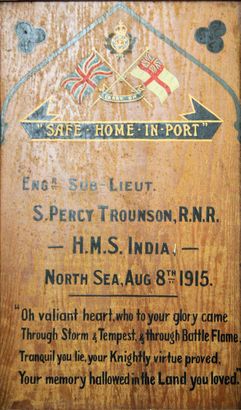 "SAFE·HOME·IN·PORT"
ENGR SUB-LIEUT.
S. PERCY TROUNSON, R.N.R.
— H.M.S. INDIA, —
NORTH SEA, AUG 8TH 1915.
"Oh valiant heart, who to your glory came
Through Storm & Tempest, & through Battle Flame,
Tranquil you lie, your Knightly virtue proved,
Your memory hallowed in the Land you loved."